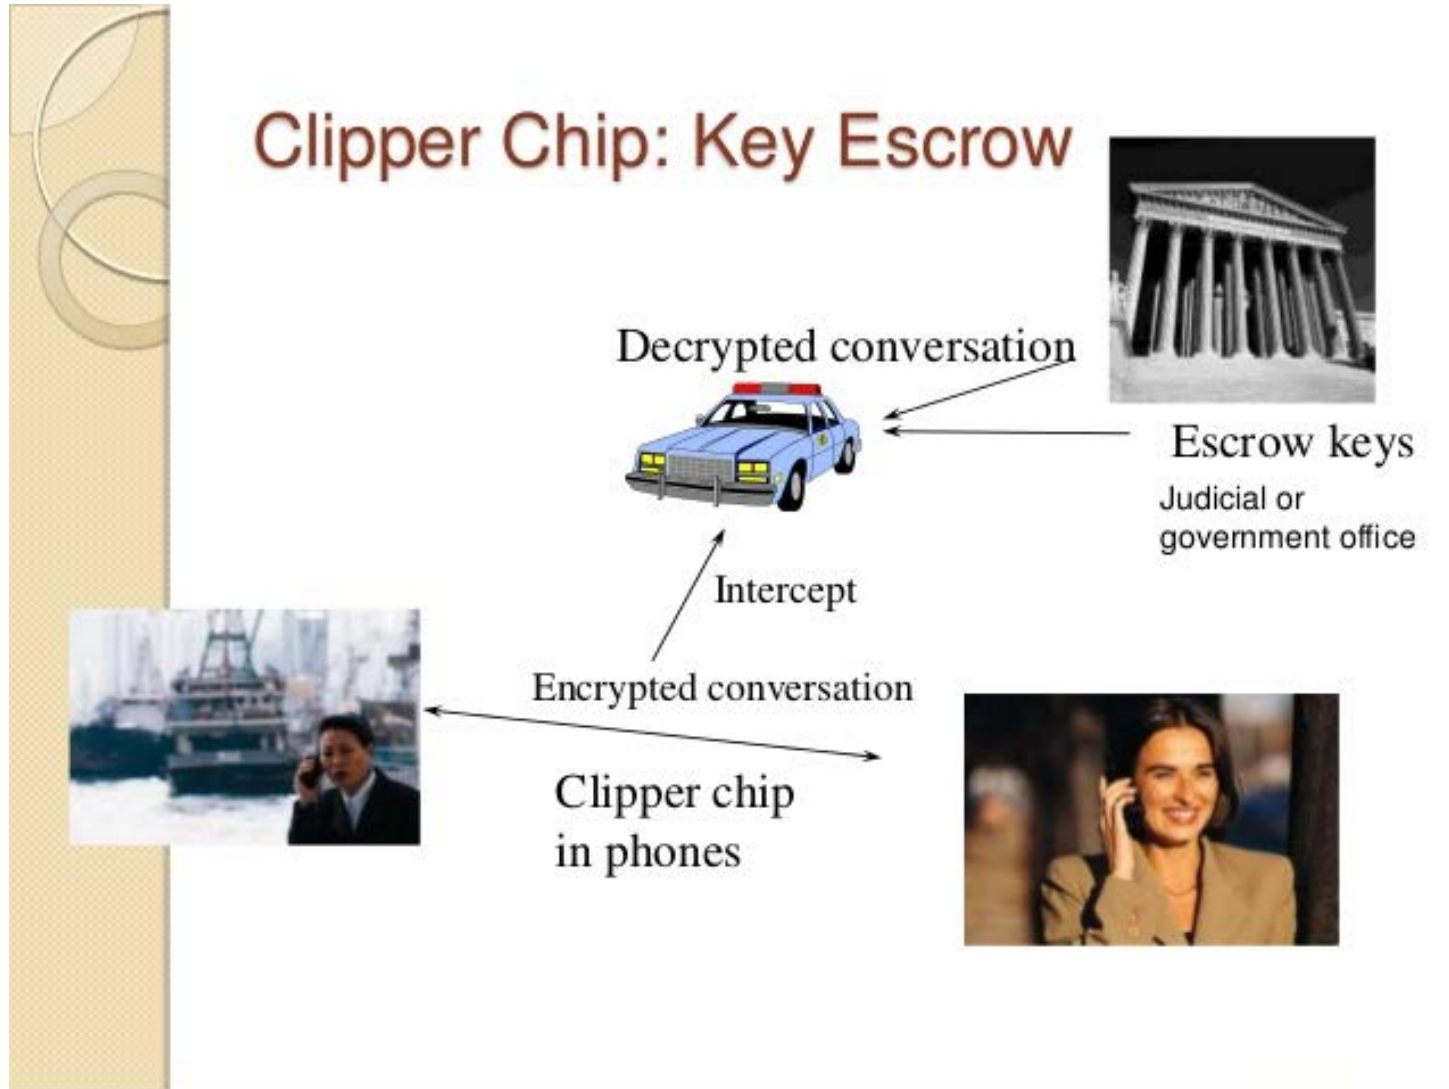 Clipper Chip: Key Escrow
Decrypted conversation
Escrow keys
Judicial or
government office
Intercept
Encrypted conversation
Clipper chip
in phones